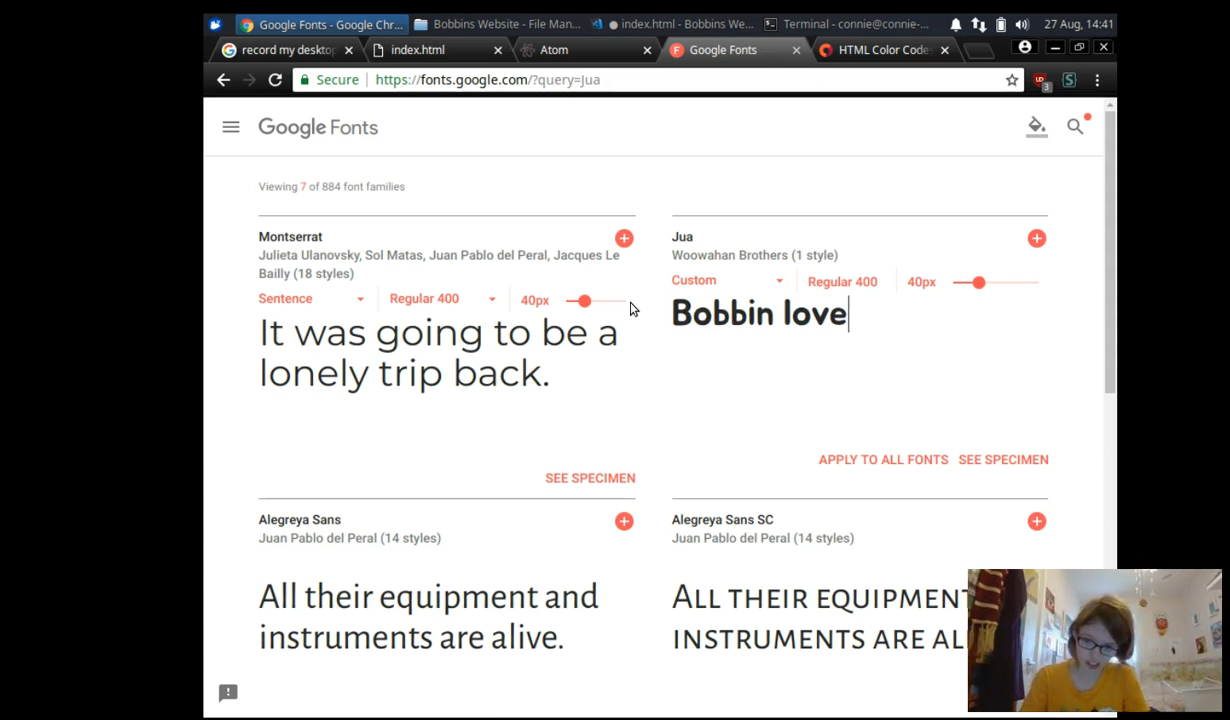 Google Fonts - Google Chr...
Bobbins Website - File Man...
index.html - Bobbins We...
Terminal - connie@connie-...
27 Aug, 14:41
record my deskto
index.html
Atom
Google Fonts
HTML Color Code
Secure
https://fonts.google.com/?query=Jua
3
Google Fonts
Viewing 7 of 884 font families
Montserrat
Julieta Ulanovsky, Sol Matas, Juan Pablo del Peral, Jacques Le
Bailly (18 styles)
Sentence
Regular 400
40px
It was going to be a
lonely trip back.
SEE SPECIMEN
Jua
Woowahan Brothers (1 style)
Custom
Regular 400
40px
Bobbin love
APPLY TO ALL FONTS
SEE SPECIMEN
Alegreya Sans
Juan Pablo del Peral (14 styles)
All their equipment and
instruments are alive.
Alegreya Sans SC
Juan Pablo del Peral (14 styles)
ALL THEIR EQUIPMENT
INSTRUMENTS ARE ALI